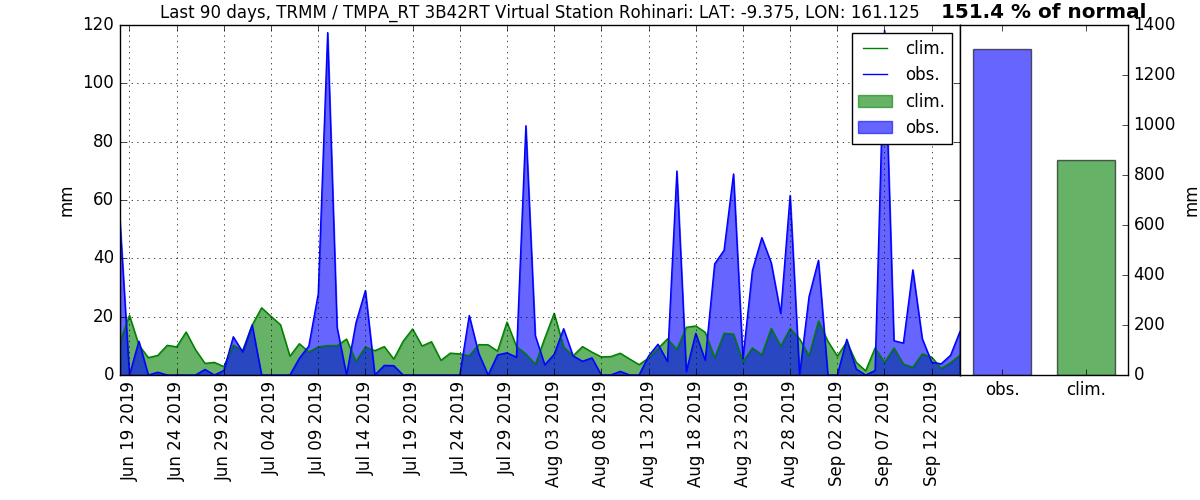 Last 90 days, TRMM / TMPA_RT 3B42RT Virtual Station Rohinari: LAT: -9.375, LON: 161.125 151.4 % of normal
120
100
80
60
40
20
0
mm
clim.
obs.
clim.
obs.
Jun 19 2019
Jun 24 2019
Jun 29 2019
Jul 04 2019
Jul 09 2019
Jul 14 2019
Jul 19 2019
Jul 24 2019
Jul 29 2019
Aug 03 2019
Aug 08 2019
Aug 13 2019
Aug 18 2019
Aug 23 2019
Aug 28 2019
Sep 02 2019
Sep 07 2019
Sep 12 2019
1400
1200
1000
800
600
400
200
0
mm
obs. clim.